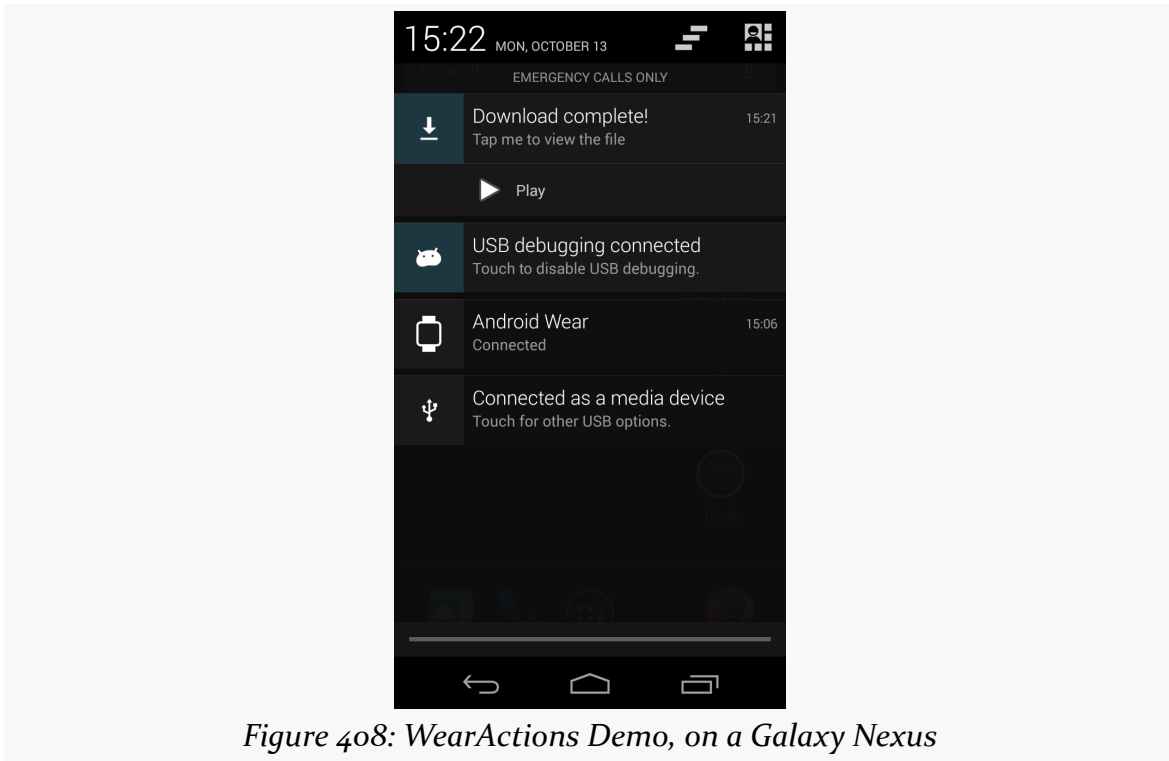 15:22 MON, OCTOBER 13
EMERGENCY CALLS ONLY
Download complete! 15:21
Tap me to view the file
Play
USB debugging connected
Touch to disable USB debugging.
Android Wear 15:06
Connected
Connected as a media device
Touch for other USB options.
Clock
Figure 408: WearActions Demo, on a Galaxy Nexus